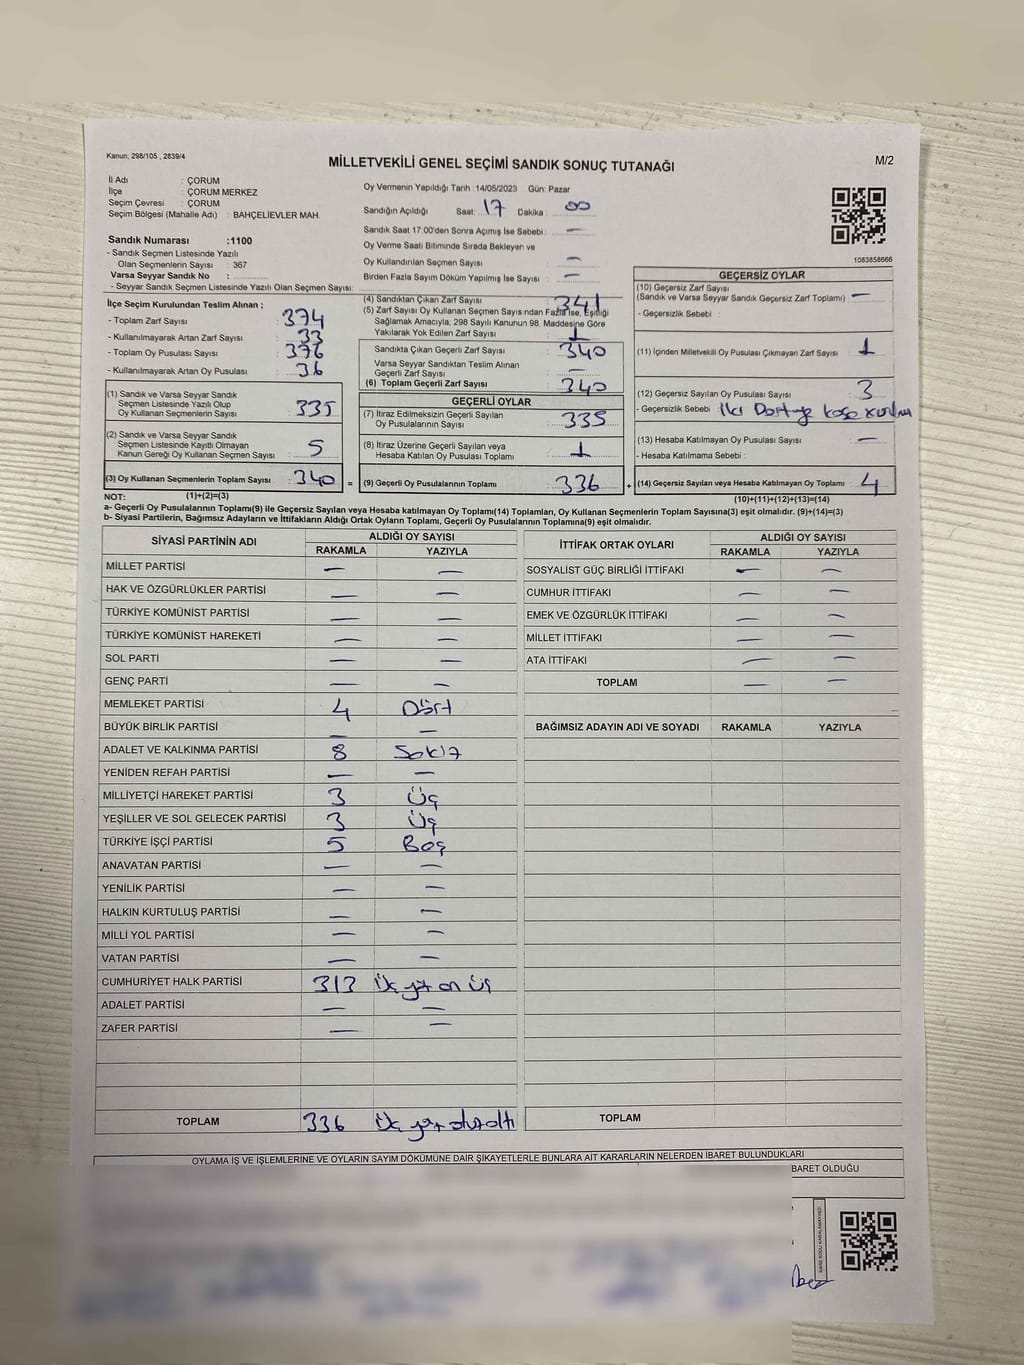 Kanun; 298/105 , 2839/4
MİLLETVEKİLİ GENEL SEÇİMİ SANDIK SONUÇ TUTANAĞI
M/2
İl Adı : ÇORUM
İlçe : ÇORUM MERKEZ
Seçim Çevresi : ÇORUM
Seçim Bölgesi (Mahalle Adı) : BAHÇELİEVLER MAH.
Sandık Numarası :1100
- Sandık Seçmen Listesinde Yazılı
Olan Seçmenlerin Sayısı : 367
Varsa Seyyar Sandık No :
- Seyyar Sandık Seçmen Listesinde Yazılı Olan Seçmen Sayısı:
Oy Vermenin Yapıldığı Tarih :14/05/2023 Gün: Pazar
Sandığın Açıldığı Saat: 17 Dakika : 00
Sandık Saat 17:00'den Sonra Açımış İse Sebebi : —
Oy Verme Saati Bitiminde Sırada Bekleyen ve
Oy Kullandırılan Seçmen Sayısı : —
Birden Fazla Sayım Döküm Yapılmış İse Sayısı : —
1083858666
İlçe Seçim Kurulundan Teslim Alınan ;
- Toplam Zarf Sayısı : 374
- Kullanılmayarak Artan Zarf Sayısı : 33
- Toplam Oy Pusulası Sayısı : 376
- Kullanılmayarak Artan Oy Pusulası : 36
(1) Sandık ve Varsa Seyyar Sandık
Seçmen Listesinde Yazılı Olup
Oy Kullanan Seçmenlerin Sayısı : 335
(2) Sandık ve Varsa Seyyar Sandık
Seçmen Listesinde Kayıtlı Olmayan
Kanun Gereği Oy Kullanan Seçmen Sayısı : 5
(3) Oy Kullanan Seçmenlerin Toplam Sayısı : 340 =
(4) Sandıktan Çıkan Zarf Sayısı : 341
(5) Zarf Sayısı Oy Kullanan Seçmen Sayısından Fazla İse, Eşitliği
Sağlamak Amacıyla, 298 Sayılı Kanunun 98. Maddesine Göre
Yakılarak Yok Edilen Zarf Sayısı : 1
Sandıkta Çıkan Geçerli Zarf Sayısı : 340
Varsa Seyyar Sandıktan Teslim Alınan
Geçerli Zarf Sayısı : —
(6) Toplam Geçerli Zarf Sayısı : 340
GEÇERLİ OYLAR
(7) İtiraz Edilmeksizin Geçerli Sayılan
Oy Pusulalarının Sayısı : 335
(8) İtiraz Üzerine Geçerli Sayılan veya
Hesaba Katılan Oy Pusulası Toplamı : 1
(9) Geçerli Oy Pusulalarının Toplamı : 336 +
GEÇERSİZ OYLAR
(10) Geçersiz Zarf Sayısı
(Sandık ve Varsa Seyyar Sandık Geçersiz Zarf Toplamı) : —
- Geçersizlik Sebebi :
(11) İçinden Milletvekili Oy Pusulası Çıkmayan Zarf Sayısı : 1
(12) Geçersiz Sayılan Oy Pusulası Sayısı : 3
- Geçersizlik Sebebi : İki
(13) Hesaba Katılmayan Oy Pusulası Sayısı : —
- Hesaba Katılmama Sebebi :
(14) Geçersiz Sayılan veya Hesaba Katılmayan Oy Toplamı : 4
NOT: (1)+(2)=(3) (10)+(11)+(12)+(13)=(14)
a- Geçerli Oy Pusulalarının Toplamı(9) ile Geçersiz Sayılan veya Hesaba Katılmayan Oy Toplamı(14) Toplamları, Oy Kullanan Seçmenlerin Toplam Sayısına(3) eşit olmalıdır. (9)+(14)=(3)
b- Siyasi Partilerin, Bağımsız Adayların ve İttifakların Aldığı Ortak Oyların Toplamı, Geçerli Oy Pusulalarının Toplamına(9) eşit olmalıdır.
SİYASİ PARTİNİN ADI ALDIĞI OY SAYISI
RAKAMLA YAZIYLA
MİLLET PARTİSİ — —
HAK VE ÖZGÜRLÜKLER PARTİSİ — —
TÜRKİYE KOMÜNİST PARTİSİ — —
TÜRKİYE KOMÜNİST HAREKETİ — —
SOL PARTİ — —
GENÇ PARTİ — —
MEMLEKET PARTİSİ 4 Dört
BÜYÜK BİRLİK PARTİSİ — —
ADALET VE KALKINMA PARTİSİ 8 Sekiz
YENİDEN REFAH PARTİSİ — —
MİLLİYETÇİ HAREKET PARTİSİ 3 Üç
YEŞİLLER VE SOL GELECEK PARTİSİ 3 Üç
TÜRKİYE İŞÇİ PARTİSİ 5 Beş
ANAVATAN PARTİSİ — —
YENİLİK PARTİSİ — —
HALKIN KURTULUŞ PARTİSİ — —
MİLLİ YOL PARTİSİ — —
VATAN PARTİSİ — —
CUMHURİYET HALK PARTİSİ 313 Üç yüz on üç
ADALET PARTİSİ — —
ZAFER PARTİSİ — —
TOPLAM 336 Üç yüz otuz altı
İTTİFAK ORTAK OYLARI ALDIĞI OY SAYISI
RAKAMLA YAZIYLA
SOSYALİST GÜÇ BİRLİĞİ İTTİFAKI — —
CUMHUR İTTİFAKI — —
EMEK VE ÖZGÜRLÜK İTTİFAKI — —
MİLLET İTTİFAKI — —
ATA İTTİFAKI — —
TOPLAM — —
BAĞIMSIZ ADAYIN ADI VE SOYADI RAKAMLA YAZIYLA
TOPLAM
OYLAMA İŞ VE İŞLEMLERİNE VE OYLARIN SAYIM DÖKÜMÜNE DAİR ŞİKAYETLERLE BUNLARA AİT KARARLARIN NELERDEN İBARET BULUNDUKLARI
BARET OLDUĞU